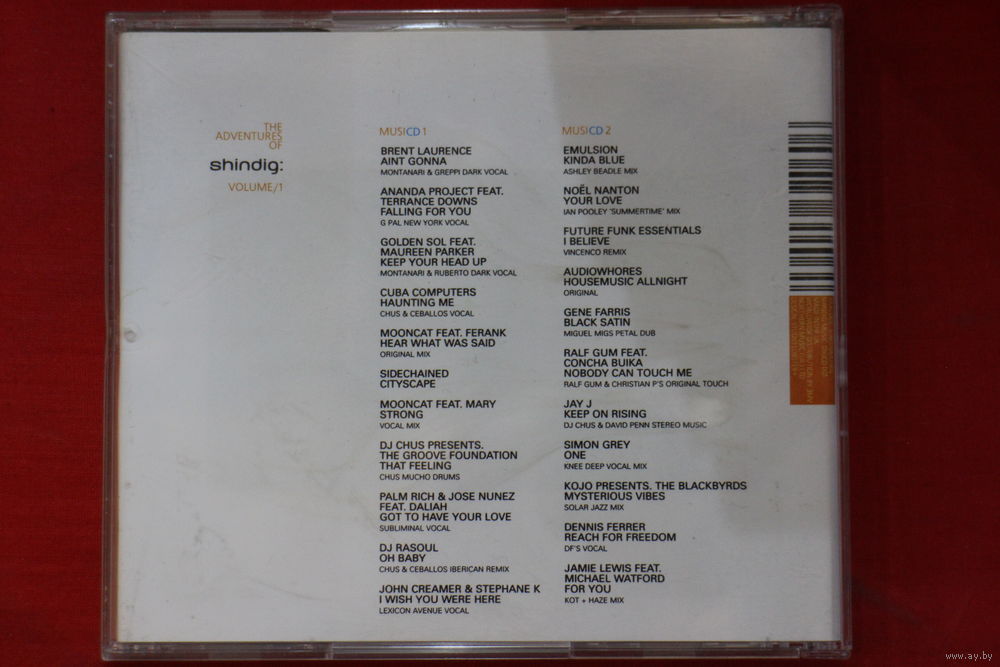 THE
ADVENTURES
OF
shindig:
VOLUME/1
MUSICD 1
BRENT LAURENCE
AINT GONNA
MONTANARI & GREPPI DARK VOCAL
ANANDA PROJECT FEAT.
TERRANCE DOWNS
FALLING FOR YOU
G PAL NEW YORK VOCAL
GOLDEN SOL FEAT.
MAUREEN PARKER
KEEP YOUR HEAD UP
MONTANARI & RUBERTO DARK VOCAL
CUBA COMPUTERS
HAUNTING ME
CHUS & CEBALLOS VOCAL
MOONCAT FEAT. FERANK
HEAR WHAT WAS SAID
ORIGINAL MIX
SIDECHAINED
CITYSCAPE
MOONCAT FEAT. MARY
STRONG
VOCAL MIX
DJ CHUS PRESENTS.
THE GROOVE FOUNDATION
THAT FEELING
CHUS MUCHO DRUMS
PALM RICH & JOSE NUNEZ
FEAT. DALIAH
GOT TO HAVE YOUR LOVE
SUBLIMINAL VOCAL
DJ RASOUL
OH BABY
CHUS & CEBALLOS IBERICAN REMIX
JOHN CREAMER & STEPHANE K
I WISH YOU WERE HERE
LEXICON AVENUE VOCAL
MUSICD 2
EMULSION
KINDA BLUE
ASHLEY BEADLE MIX
NOËL NANTON
YOUR LOVE
IAN POOLEY 'SUMMERTIME' MIX
FUTURE FUNK ESSENTIALS
I BELIEVE
VINCENCO REMIX
AUDIOWHORES
HOUSEMUSIC ALLNIGHT
ORIGINAL
GENE FARRIS
BLACK SATIN
MIGUEL MIGS PETAL DUB
RALF GUM FEAT.
CONCHA BUIKA
NOBODY CAN TOUCH ME
RALF GUM & CHRISTIAN P'S ORIGINAL TOUCH
JAY J
KEEP ON RISING
DJ CHUS & DAVID PENN STEREO MUSIC
SIMON GREY
ONE
KNEE DEEP VOCAL MIX
KOJO PRESENTS. THE BLACKBYRDS
MYSTERIOUS VIBES
SOLAR JAZZ MIX
DENNIS FERRER
REACH FOR FREEDOM
DF'S VOCAL
JAMIE LEWIS FEAT.
MICHAEL WATFORD
FOR YOU
KOT + HAZE MIX
www.ay.by